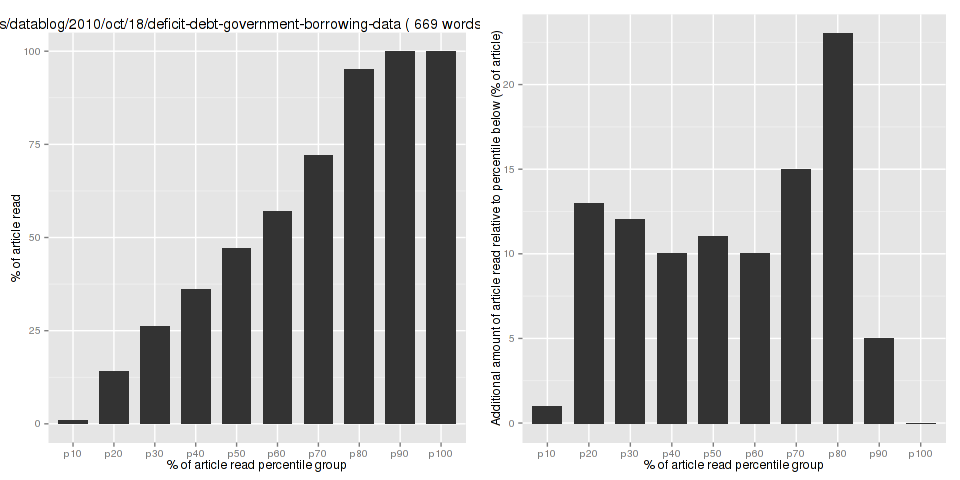 s/datablog/2010/oct/18/deficit-debt-government-borrowing-data ( 669 words
100
75
50
25
0
% of article read
p10 p20 p30 p40 p50 p60 p70 p80 p90 p100
% of article read percentile group
20
15
10
5
0
Additional amount of article read relative to percentile below (% of article)
p10 p20 p30 p40 p50 p60 p70 p80 p90 p100
% of article read percentile group